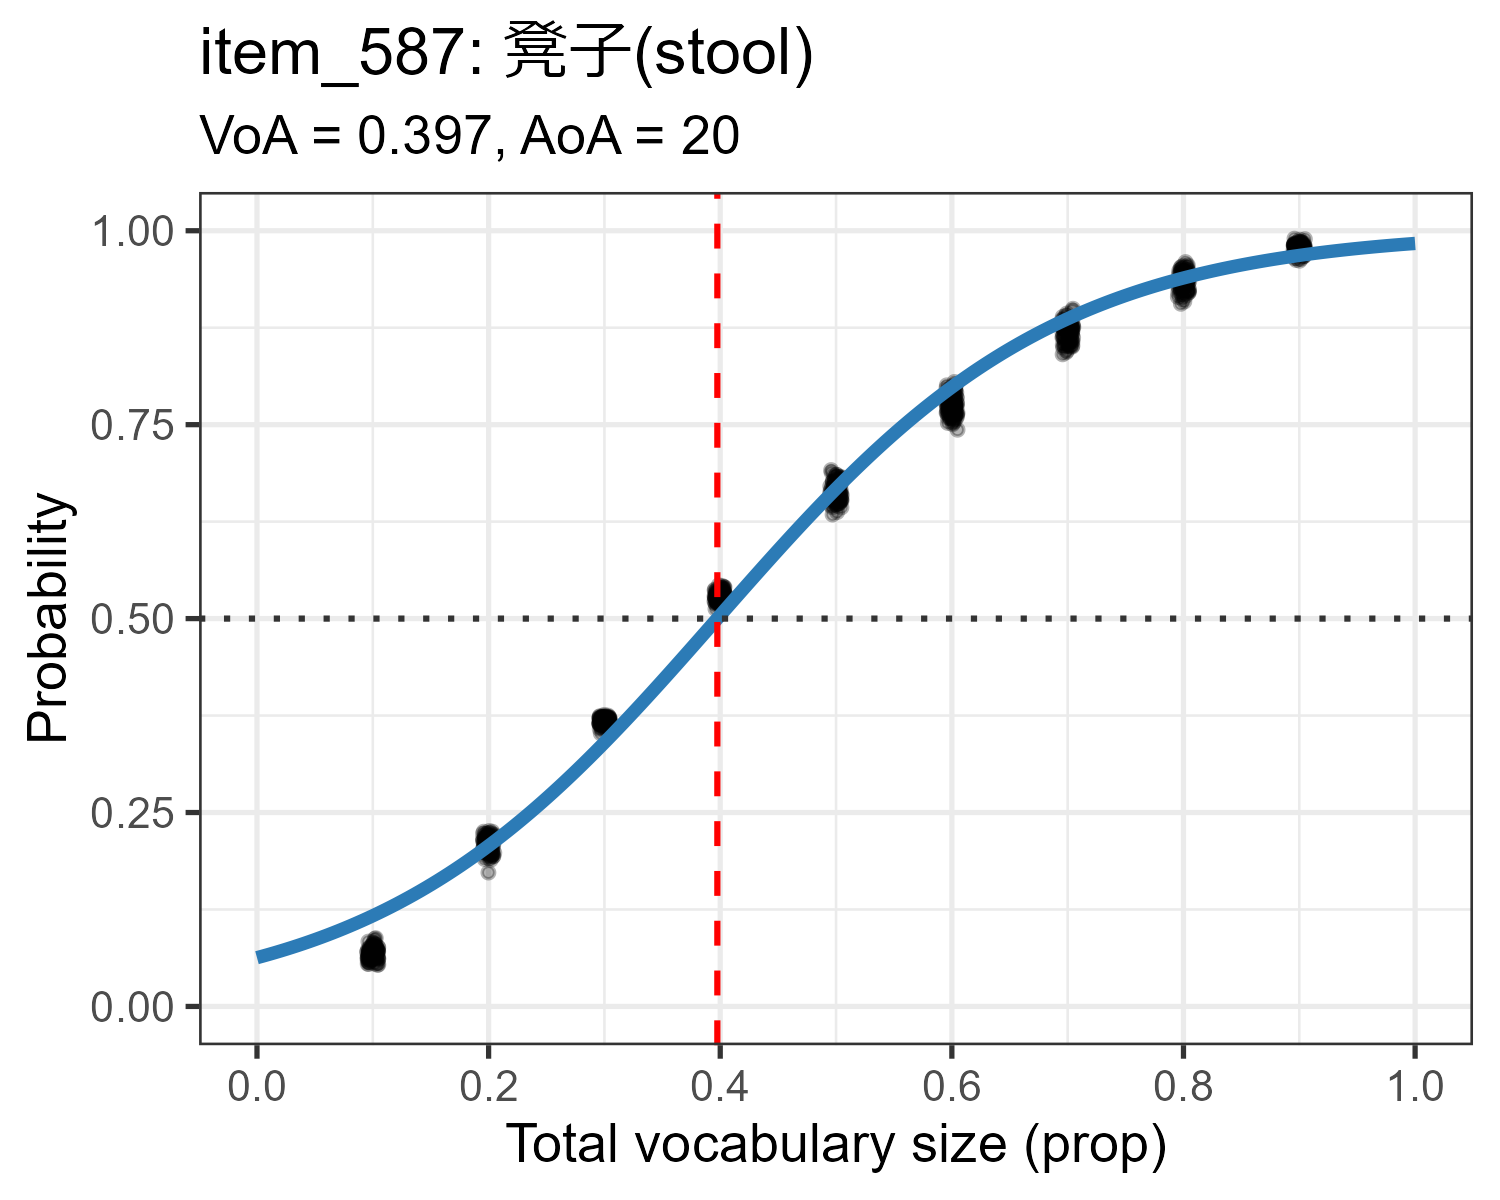 item_587: 凳子(stool)
VoA = 0.397, AoA = 20
1.00
0.75
0.50
0.25
0.00
Probability
0.0 0.2 0.4 0.6 0.8 1.0
Total vocabulary size (prop)